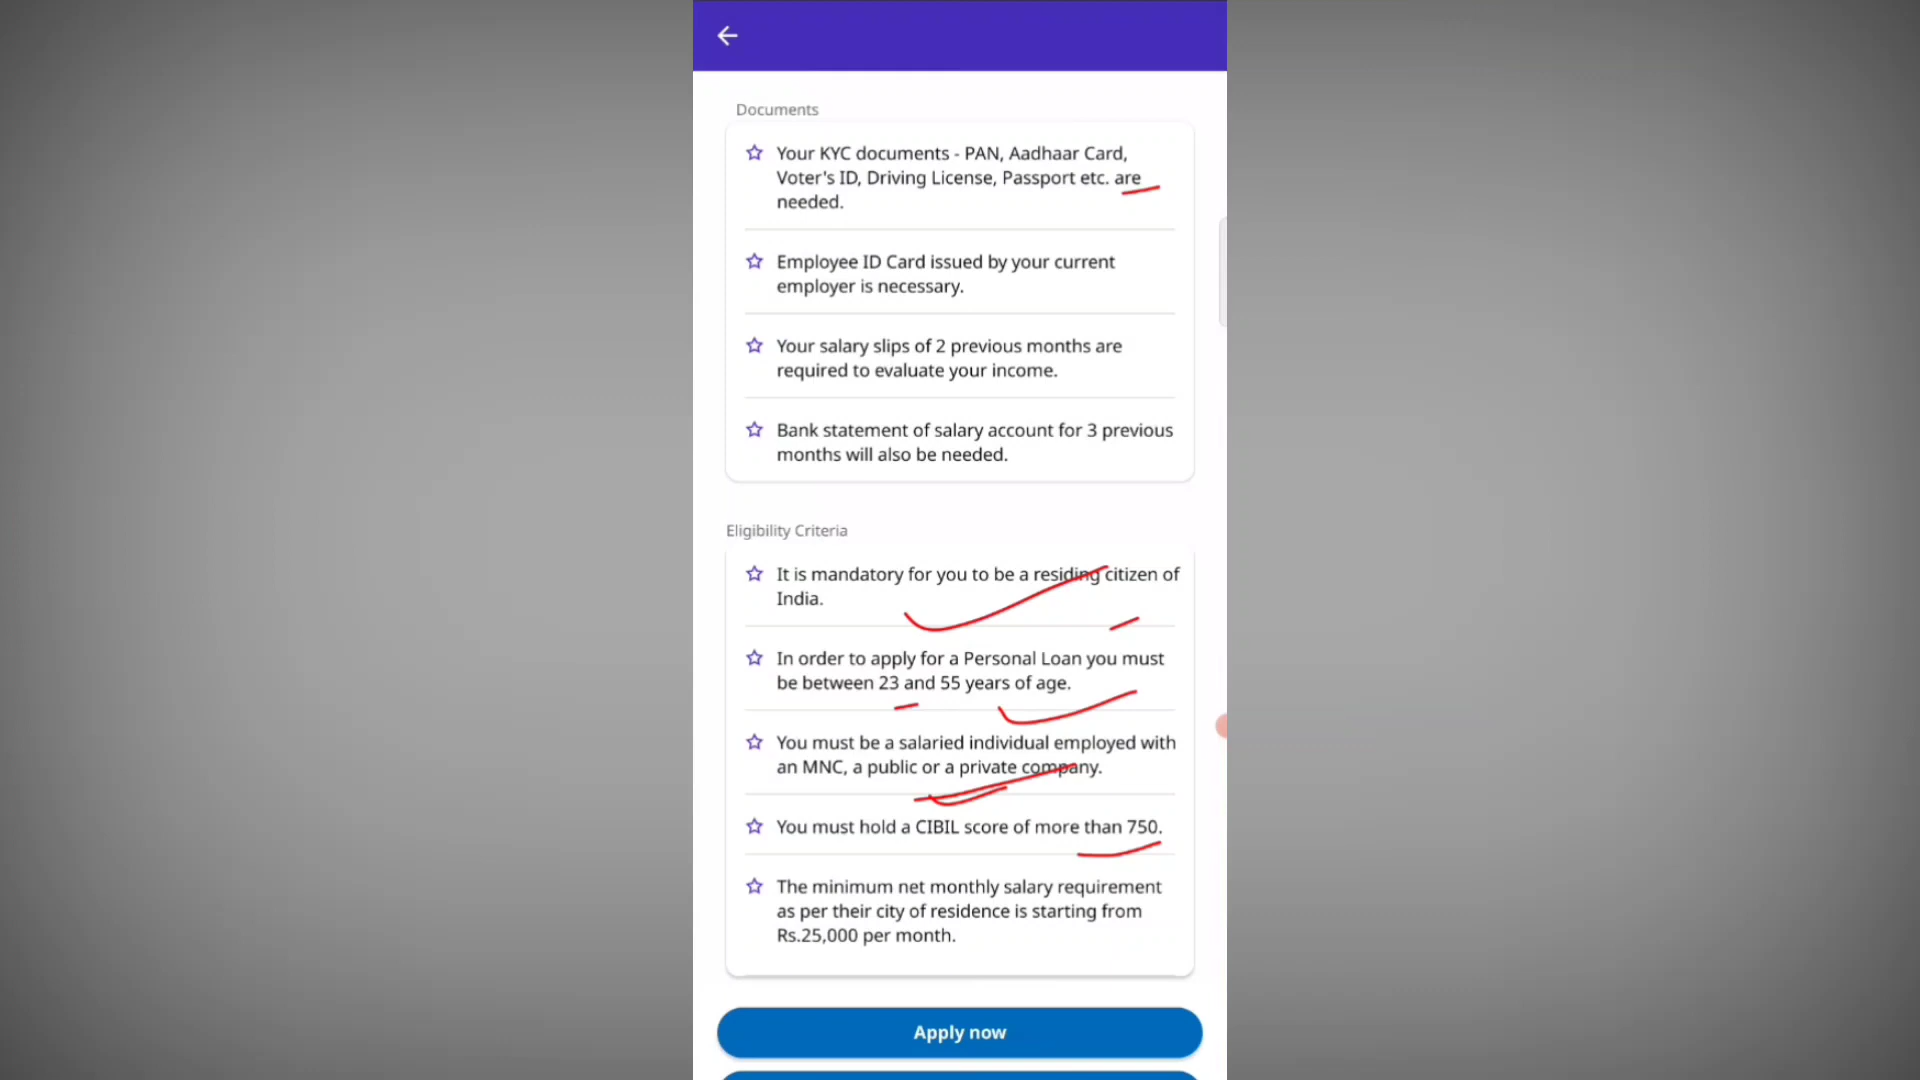 Documents
Your KYC documents - PAN, Aadhaar Card,
Voter's ID, Driving License, Passport etc. are
needed.
Employee ID Card issued by your current
employer is necessary.
Your salary slips of 2 previous months are
required to evaluate your income.
Bank statement of salary account for 3 previous
months will also be needed.
Eligibility Criteria
It is mandatory for you to be a residing citizen of
India.
In order to apply for a Personal Loan you must
be between 23 and 55 years of age.
You must be a salaried individual employed with
an MNC, a public or a private company.
You must hold a CIBIL score of more than 750.
The minimum net monthly salary requirement
as per their city of residence is starting from
Rs.25,000 per month.
Apply now